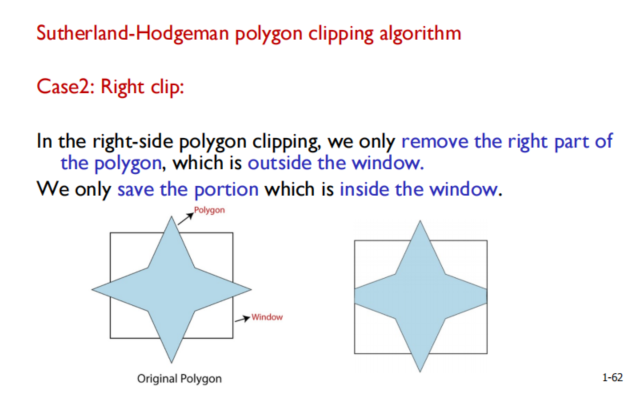 Sutherland-Hodgeman polygon clipping algorithm
Case2: Right clip:
In the right-side polygon clipping, we only remove the right part of
the polygon, which is outside the window.
We only save the portion which is inside the window.
Polygon
Window
Original Polygon
1-62